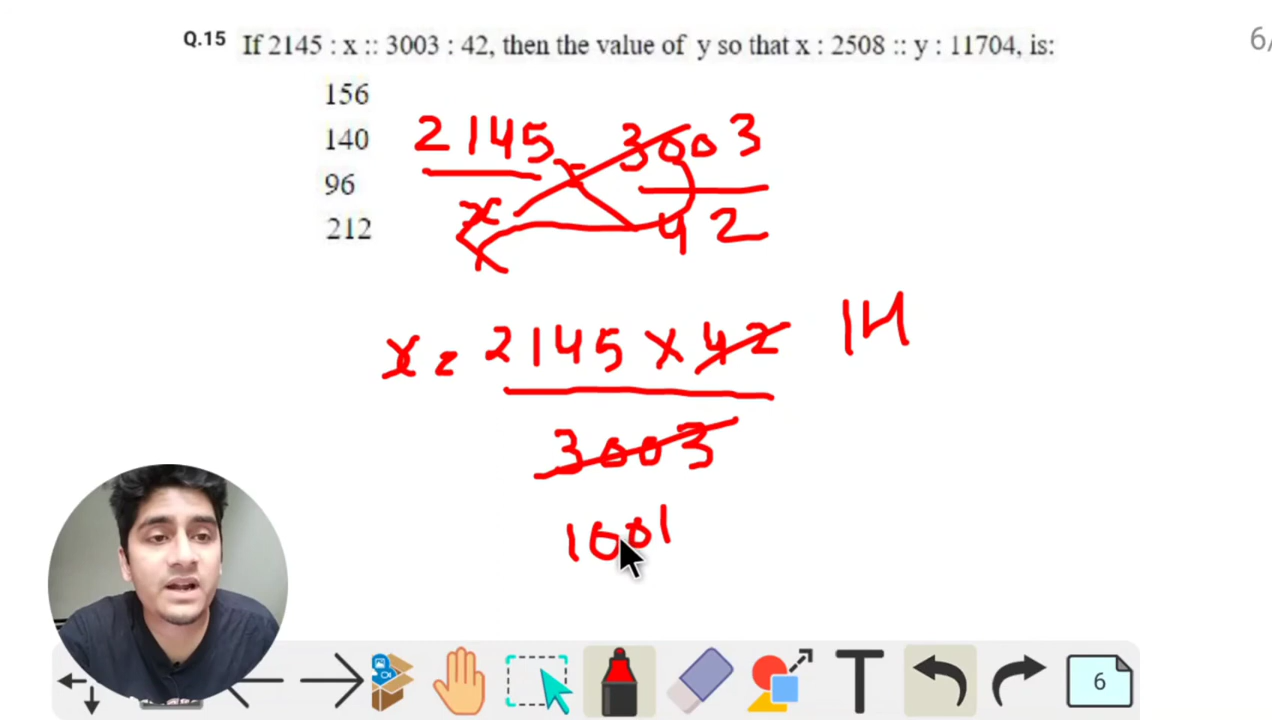 6/
Q.15 If 2145 : x :: 3003 : 42, then the value of y so that x : 2508 :: y : 11704, is:
156
140
96
212
2145 = 3003
x 42
x = 2145 x 42 14
3003
1001
T
6